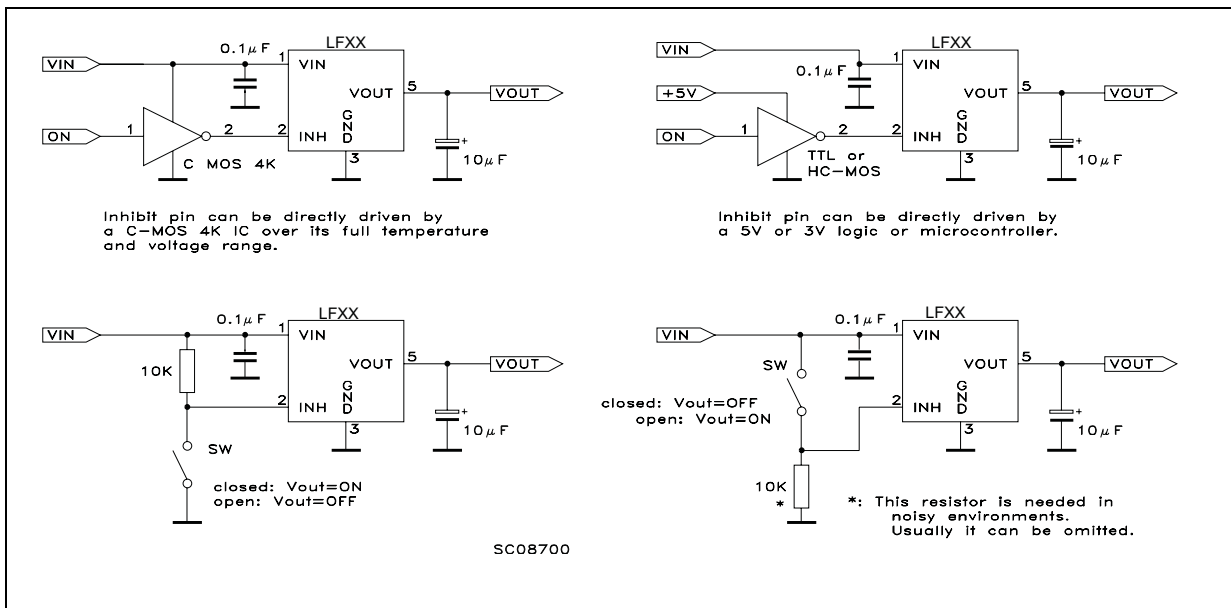 LFXX
VIN
0.1μF
1
VIN
VOUT
5
VOUT
ON
1
2
2
INH
GND
3
C MOS 4K
+
10μF
Inhibit pin can be directly driven by
a C-MOS 4K IC over its full temperature
and voltage range.
LFXX
VIN
0.1μF
1
VIN
+5V
VOUT
5
VOUT
ON
1
2
2
INH
GND
3
TTL or
HC-MOS
+
10μF
Inhibit pin can be directly driven by
a 5V or 3V logic or microcontroller.
LFXX
VIN
0.1μF
1
VIN
10K
VOUT
5
VOUT
2
INH
GND
3
+
10μF
SW
closed: Vout=ON
open: Vout=OFF
LFXX
VIN
0.1μF
1
VIN
SW
VOUT
5
VOUT
closed: Vout=OFF
open: Vout=ON
2
INH
GND
3
+
10μF
10K
*
*: This resistor is needed in
noisy environments.
Usually it can be omitted.
SC08700